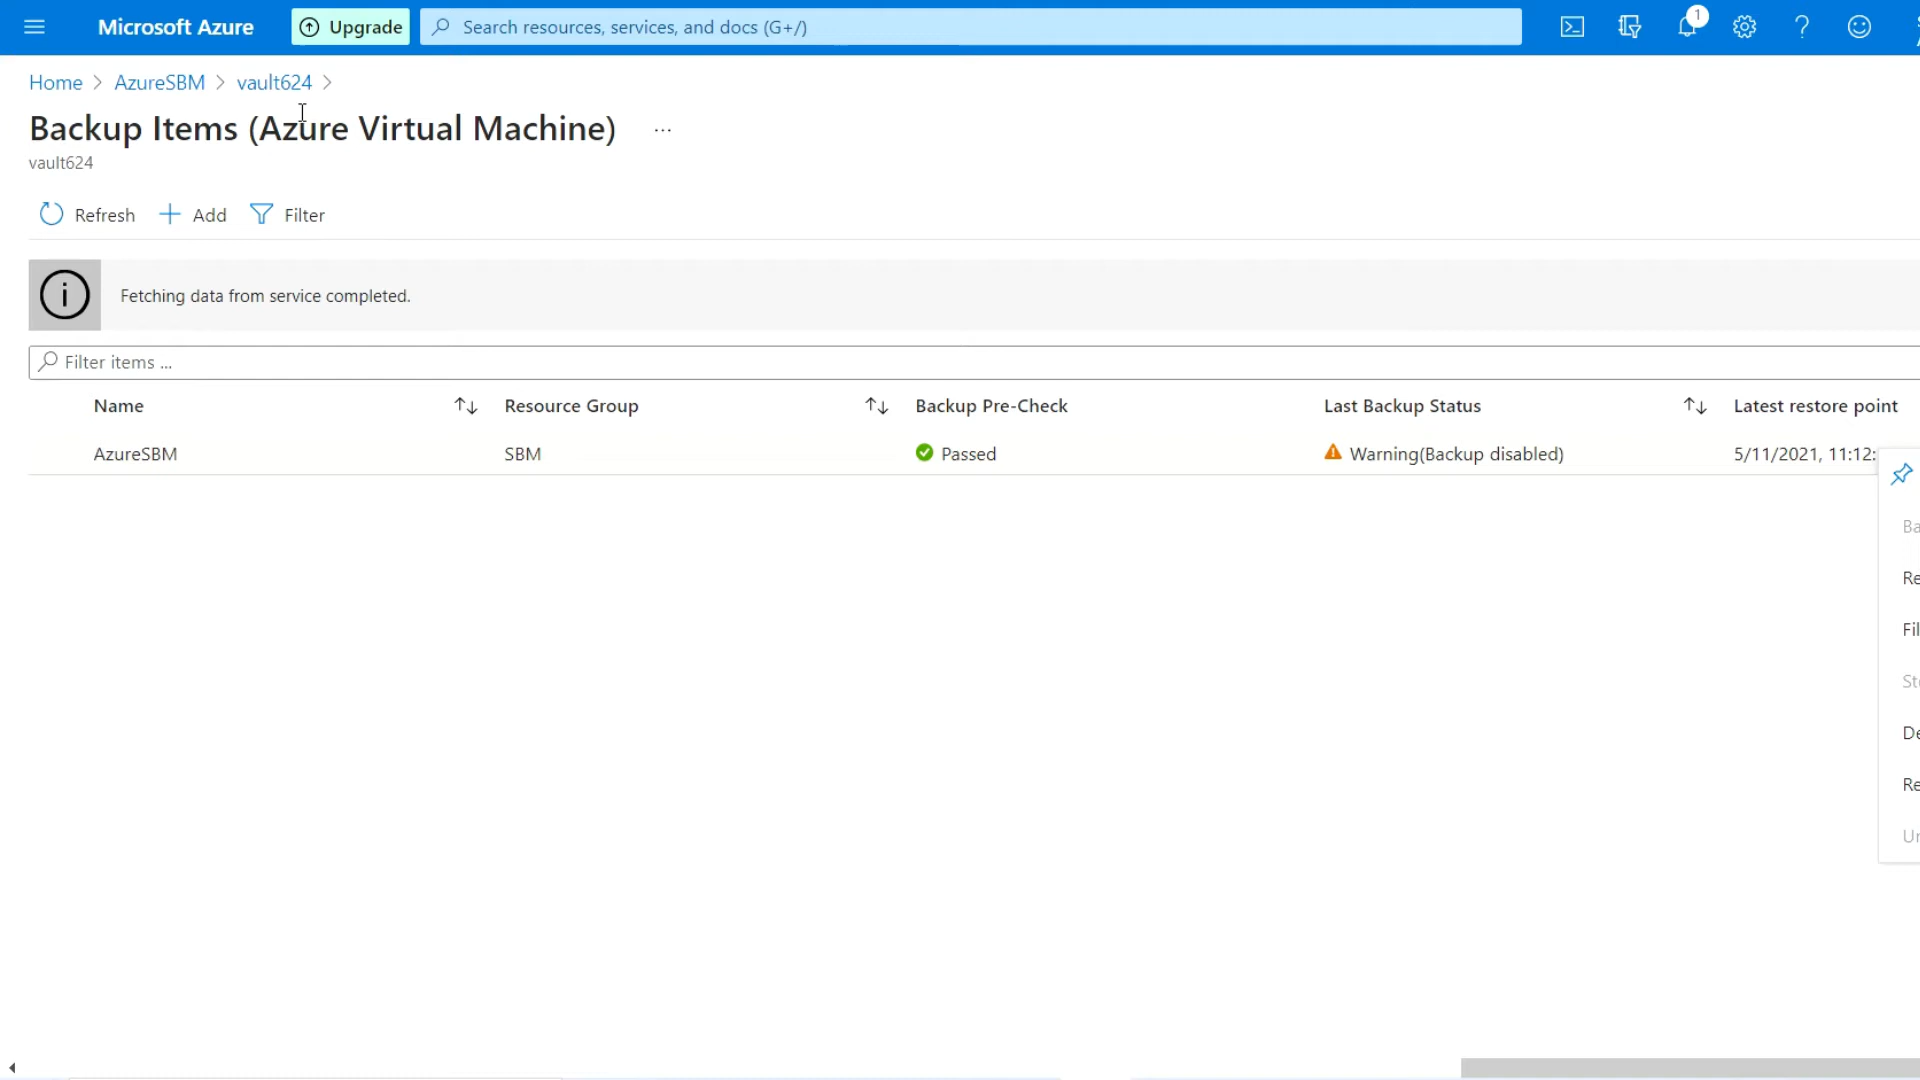 Microsoft Azure
Upgrade
Search resources, services, and docs (G+/)
1
Home > AzureSBM > vault624 >
Backup Items (Azure Virtual Machine) ...
vault624
Refresh
Add
Filter
Fetching data from service completed.
Filter items ...
Name Resource Group Backup Pre-Check Last Backup Status Latest restore point
AzureSBM SBM Passed Warning(Backup disabled) 5/11/2021, 11:12: